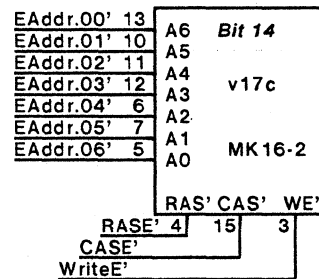 EAddr.00' 13 A6 Bit 14
EAddr.01' 10 A5
EAddr.02' 11 A4 v17c
EAddr.03' 12 A3
EAddr.04' 6 A2
EAddr.05' 7 A1 MK16-2
EAddr.06' 5 A0
RAS' CAS' WE'
RASE' 4 15 3
CASE'
WriteE'